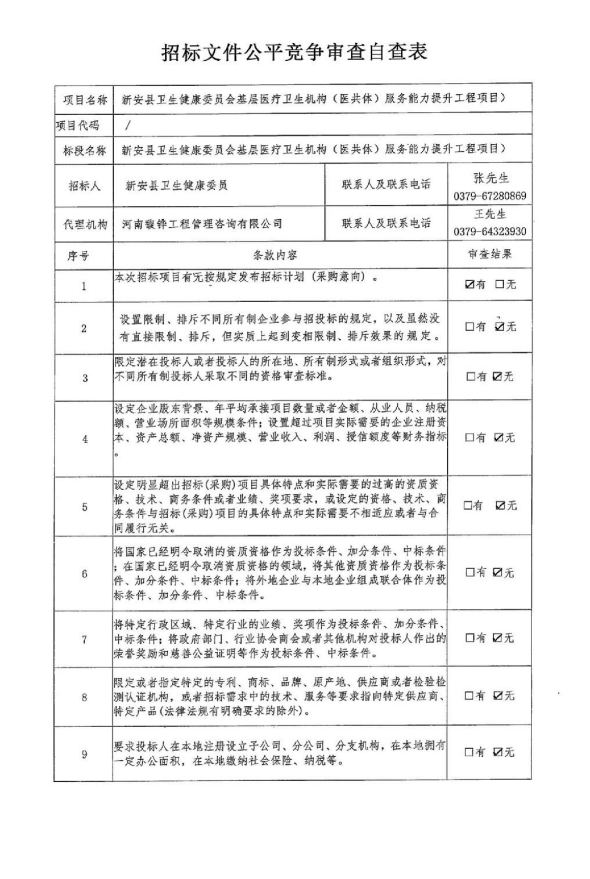 招标文件公平竞争审查自查表
项目名称 新安县卫生健康委员会基层医疗卫生机构（医共体）服务能力提升工程项目）
项目代码 /
标段名称 新安县卫生健康委员会基层医疗卫生机构（医共体）服务能力提升工程项目）
招标人 新安县卫生健康委员 联系人及联系电话 张先生
0379-67280869
代理机构 河南骏铧工程管理咨询有限公司 联系人及联系电话 王先生
0379-64323930
序号 条款内容 审查结果
1 本次招标项目有无按规定发布招标计划（采购意向）。 ☑有 □无
2 设置限制、排斥不同所有制企业参与招投标的规定，以及虽然没
有直接限制、排斥，但实质上起到变相限制、排斥效果的规定。 □有 ☑无
3 限定潜在投标人或者投标人的所在地、所有制形式或者组织形式，对
不同所有制投标人采取不同的资格审查标准。 □有 ☑无
4 设定企业股东背景、年平均承接项目数量或者金额、从业人员、纳税
额、营业场所面积等规模条件；设置超过项目实际需要的企业注册资
本、资产总额、净资产规模、营业收入、利润、授信额度等财务指标
。 □有 ☑无
5 设定明显超出招标(采购)项目具体特点和实际需要的过高的资质资
格、技术、商务条件或者业绩、奖项要求，或设定的资格、技术、商
务条件与招标(采购)项目的具体特点和实际需要不相适应或者与合
同履行无关。 □有 ☑无
6 将国家已经明令取消的资质资格作为投标条件、加分条件、中标条件
；在国家已经明令取消资质资格的领域，将其他资质资格作为投标条
件、加分条件、中标条件；将外地企业与本地企业组成联合体作为投
标条件、加分条件、中标条件。 □有 ☑无
7 将特定行政区域、特定行业的业绩、奖项作为投标条件、加分条件、
中标条件；将政府部门、行业协会商会或者其他机构对投标人作出的
荣誉奖励和慈善公益证明等作为投标条件、中标条件。 □有 ☑无
8 限定或者指定特定的专利、商标、品牌、原产地、供应商或者检验检
测认证机构，或者招标需求中的技术、服务等要求指向特定供应商、
特定产品(法律法规有明确要求的除外)。 □有 ☑无
9 要求投标人在本地注册设立子公司、分公司、分支机构，在本地拥有
一定办公面积，在本地缴纳社会保险、纳税等。 □有 ☑无